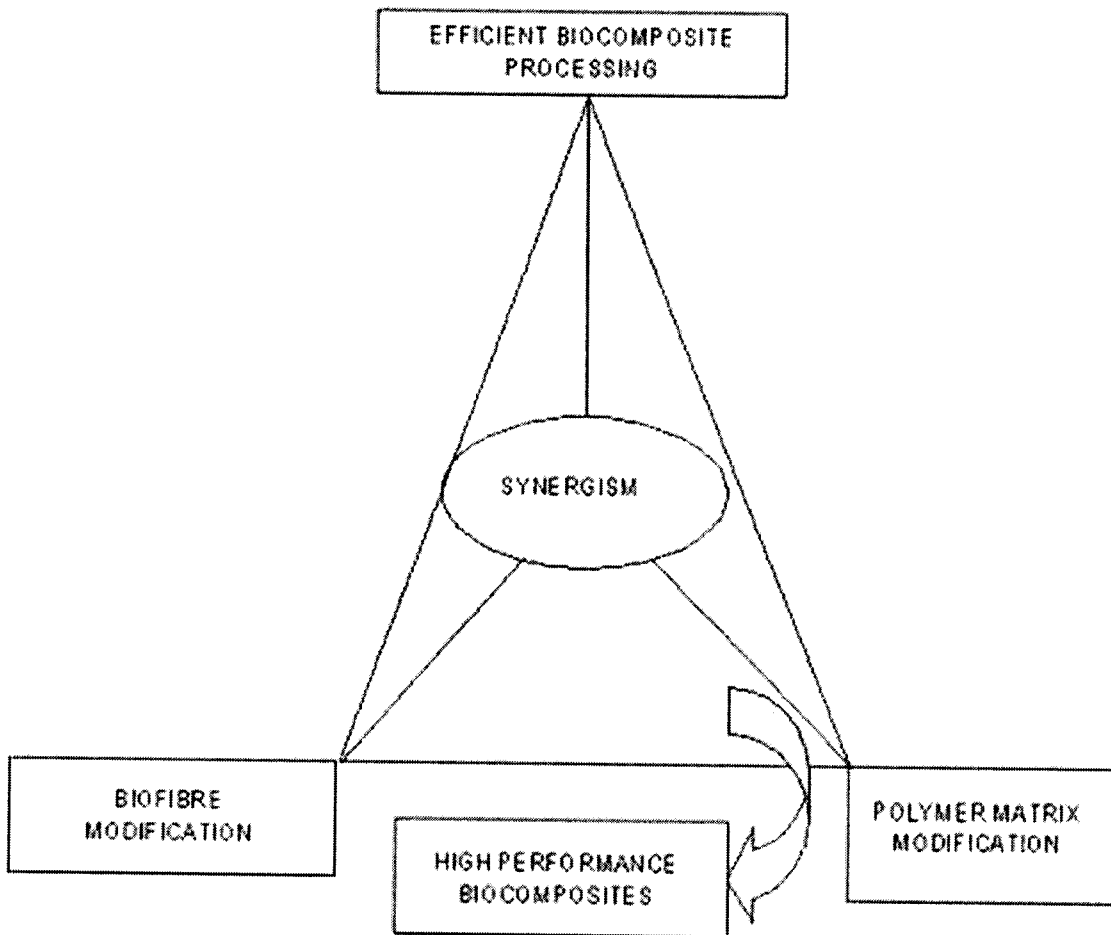 EFFICIENT BIOCOMPOSITE
PROCESSING
SYNERGISM
BIOFIBRE
MODIFICATION
POLYMER MATRIX
MODIFICATION
HIGH PERFORMANCE
BIOCOMPOSITES